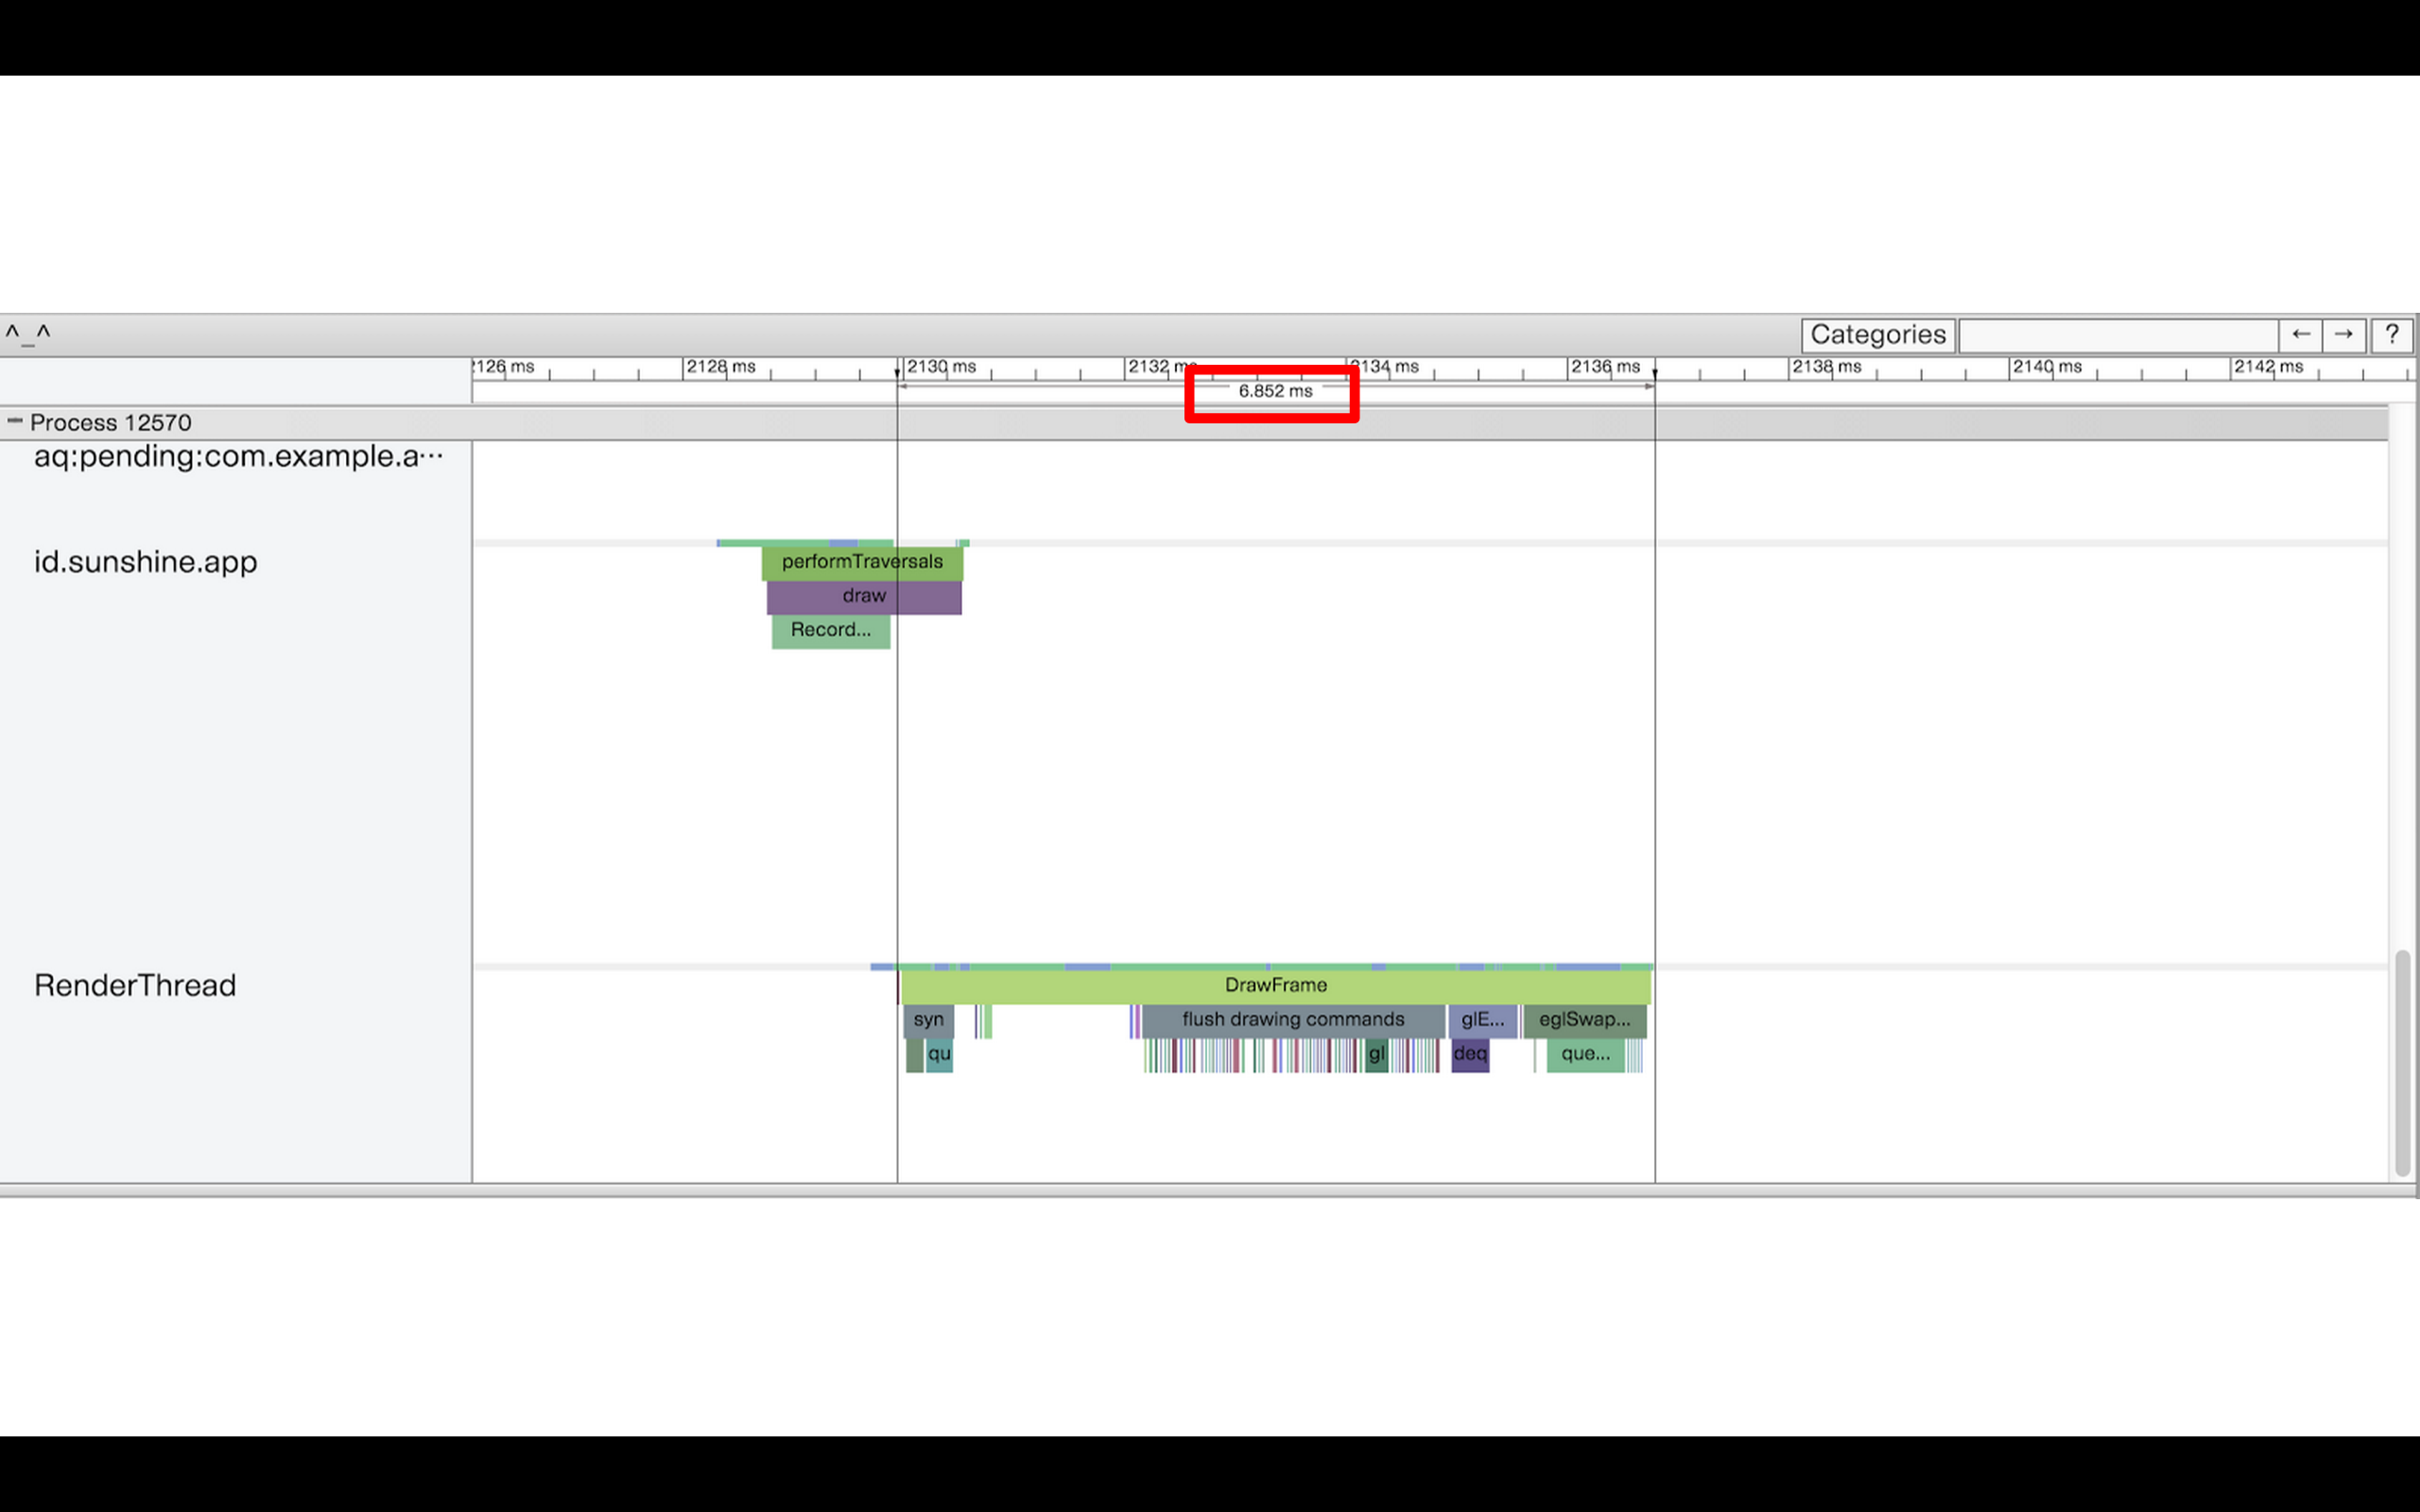 ^_^
Categories
← → ?
126 ms 2128 ms 2130 ms 2132 ms 2134 ms 2136 ms 2138 ms 2140 ms 2142 ms
6.852 ms
Process 12570
aq:pending:com.example.a···
id.sunshine.app
performTraversals
draw
Record...
RenderThread
DrawFrame
syn flush drawing commands glE... eglSwap...
qu gl deq que...